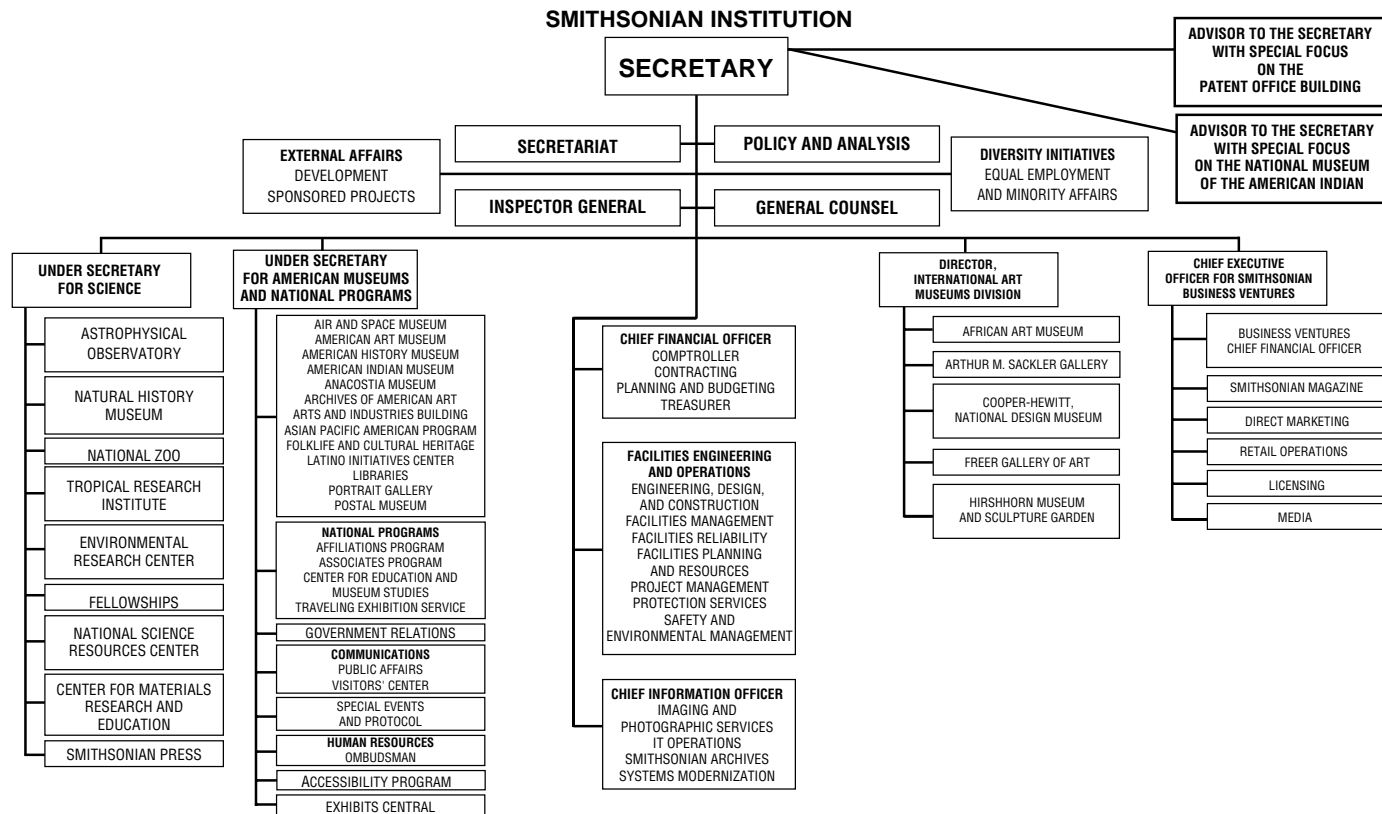 SMITHSONIAN INSTITUTION
SECRETARY
ADVISOR TO THE SECRETARY
WITH SPECIAL FOCUS
ON THE
PATENT OFFICE BUILDING
ADVISOR TO THE SECRETARY
WITH SPECIAL FOCUS
ON THE NATIONAL MUSEUM
OF THE AMERICAN INDIAN
SECRETARIAT
POLICY AND ANALYSIS
EXTERNAL AFFAIRS
DEVELOPMENT
SPONSORED PROJECTS
DIVERSITY INITIATIVES
EQUAL EMPLOYMENT
AND MINORITY AFFAIRS
INSPECTOR GENERAL
GENERAL COUNSEL
UNDER SECRETARY
FOR SCIENCE
ASTROPHYSICAL
OBSERVATORY
NATURAL HISTORY
MUSEUM
NATIONAL ZOO
TROPICAL RESEARCH
INSTITUTE
ENVIRONMENTAL
RESEARCH CENTER
FELLOWSHIPS
NATIONAL SCIENCE
RESOURCES CENTER
CENTER FOR MATERIALS
RESEARCH AND
EDUCATION
SMITHSONIAN PRESS
UNDER SECRETARY
FOR AMERICAN MUSEUMS
AND NATIONAL PROGRAMS
AIR AND SPACE MUSEUM
AMERICAN ART MUSEUM
AMERICAN HISTORY MUSEUM
AMERICAN INDIAN MUSEUM
ANACOSTIA MUSEUM
ARCHIVES OF AMERICAN ART
ARTS AND INDUSTRIES BUILDING
ASIAN PACIFIC AMERICAN PROGRAM
FOLKLIFE AND CULTURAL HERITAGE
LATINO INITIATIVES CENTER
LIBRARIES
PORTRAIT GALLERY
POSTAL MUSEUM
NATIONAL PROGRAMS
AFFILIATIONS PROGRAM
ASSOCIATES PROGRAM
CENTER FOR EDUCATION AND
MUSEUM STUDIES
TRAVELING EXHIBITION SERVICE
GOVERNMENT RELATIONS
COMMUNICATIONS
PUBLIC AFFAIRS
VISITORS' CENTER
SPECIAL EVENTS
AND PROTOCOL
HUMAN RESOURCES
OMBUDSMAN
ACCESSIBILITY PROGRAM
EXHIBITS CENTRAL
CHIEF FINANCIAL OFFICER
COMPTROLLER
CONTRACTING
PLANNING AND BUDGETING
TREASURER
FACILITIES ENGINEERING
AND OPERATIONS
ENGINEERING, DESIGN,
AND CONSTRUCTION
FACILITIES MANAGEMENT
FACILITIES RELIABILITY
FACILITIES PLANNING
AND RESOURCES
PROJECT MANAGEMENT
PROTECTION SERVICES
SAFETY AND
ENVIRONMENTAL MANAGEMENT
CHIEF INFORMATION OFFICER
IMAGING AND
PHOTOGRAPHIC SERVICES
IT OPERATIONS
SMITHSONIAN ARCHIVES
SYSTEMS MODERNIZATION
DIRECTOR,
INTERNATIONAL ART
MUSEUMS DIVISION
AFRICAN ART MUSEUM
ARTHUR M. SACKLER GALLERY
COOPER-HEWITT,
NATIONAL DESIGN MUSEUM
FREER GALLERY OF ART
HIRSHHORN MUSEUM
AND SCULPTURE GARDEN
CHIEF EXECUTIVE
OFFICER FOR SMITHSONIAN
BUSINESS VENTURES
BUSINESS VENTURES
CHIEF FINANCIAL OFFICER
SMITHSONIAN MAGAZINE
DIRECT MARKETING
RETAIL OPERATIONS
LICENSING
MEDIA